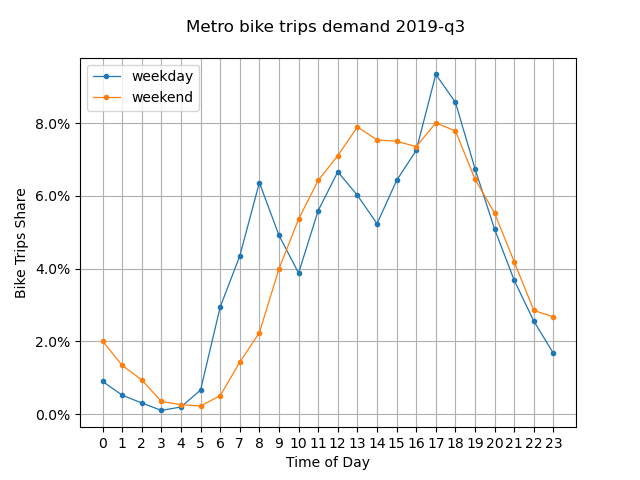 Metro bike trips demand 2019-q3
weekday
weekend
8.0%
6.0%
4.0%
2.0%
0.0%
Bike Trips Share
0 1 2 3 4 5 6 7 8 9 10 11 12 13 14 15 16 17 18 19 20 21 22 23
Time of Day